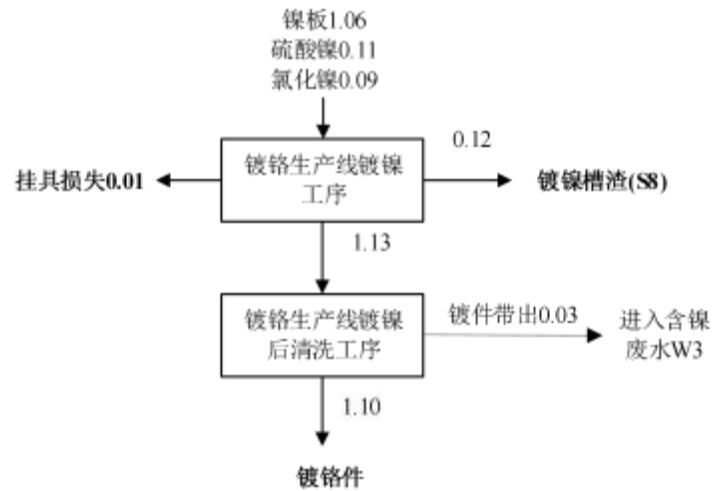 镍板1.06
硫酸镍0.11
氯化镍0.09
0.12
镀铬生产线镀镍
工序
挂具损失0.01
镀镍槽渣(S8)
1.13
镀铬生产线镀镍
后清洗工序
镀件带出0.03
进入含镍
废水W3
1.10
镀铬件